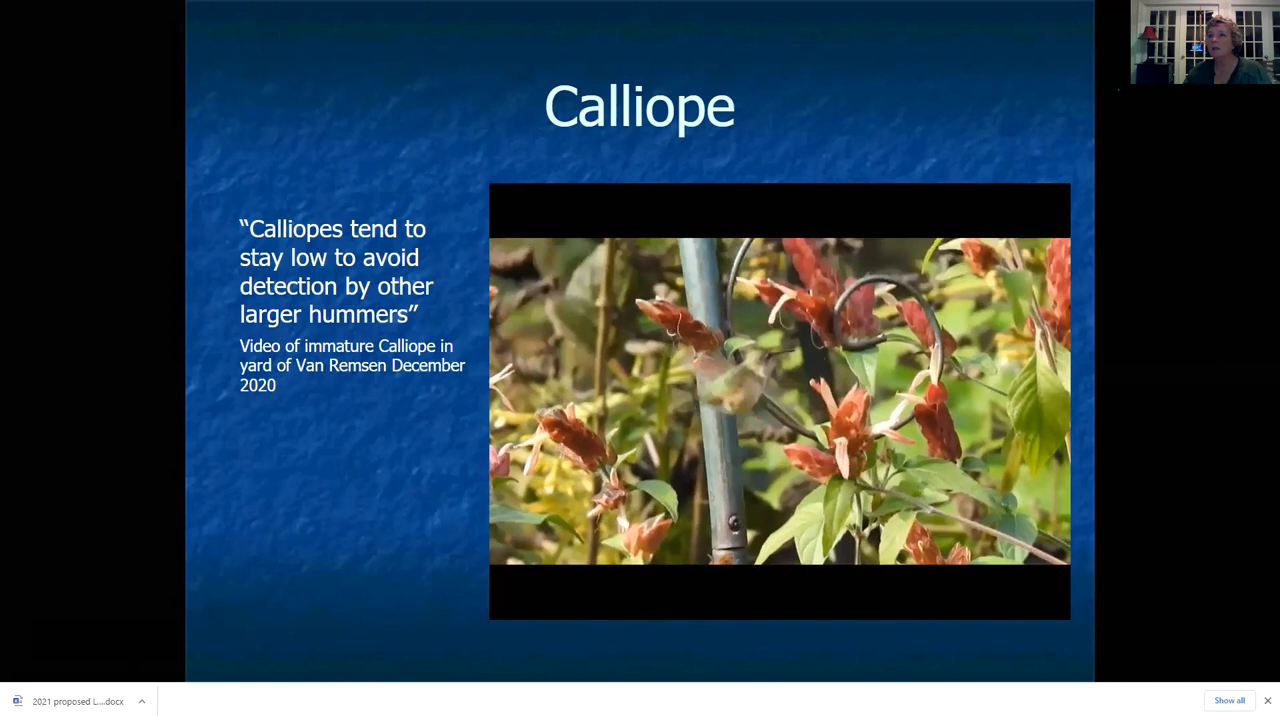 Calliope
“Calliopes tend to
stay low to avoid
detection by other
larger hummers”
Video of immature Calliope in
yard of Van Remsen December
2020
2021 proposed L....docx
Show all